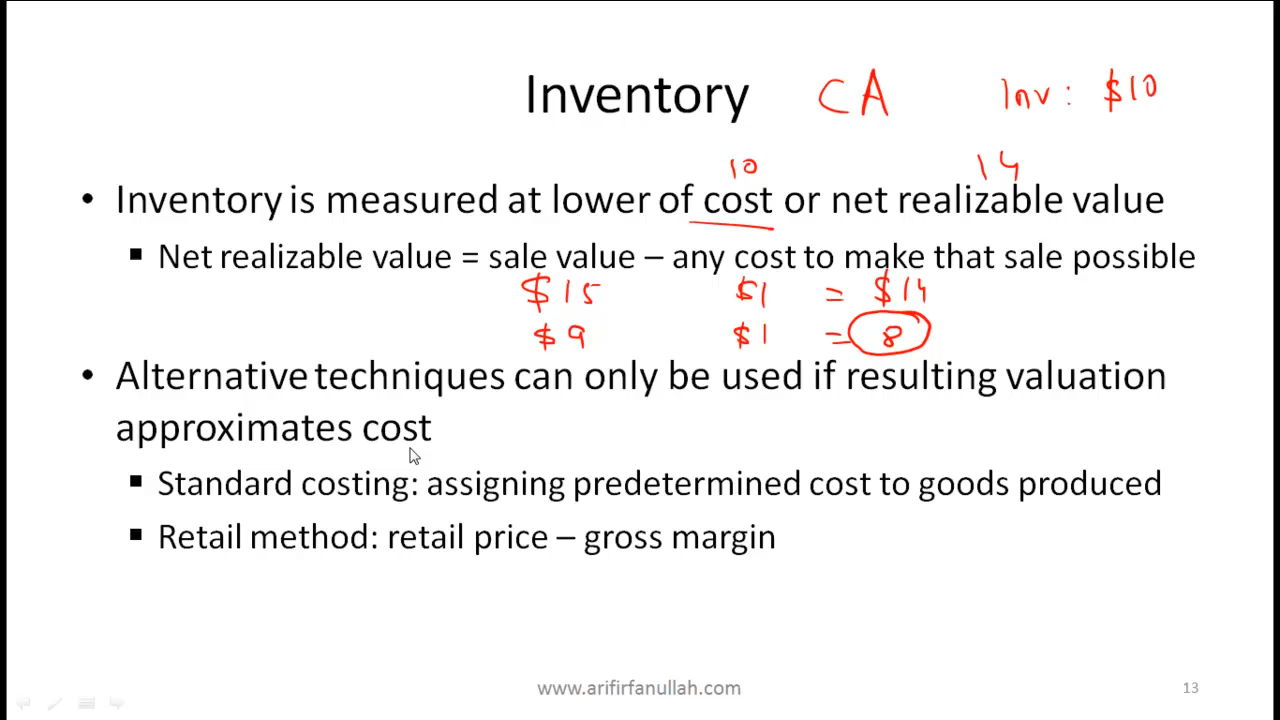 Inventory CA Inv: $10
10 14
• Inventory is measured at lower of cost or net realizable value
▪ Net realizable value = sale value – any cost to make that sale possible
$15 $1 = $14
$9 $1 = 8
• Alternative techniques can only be used if resulting valuation
approximates cost
▪ Standard costing: assigning predetermined cost to goods produced
▪ Retail method: retail price – gross margin
www.arifirfanullah.com 13